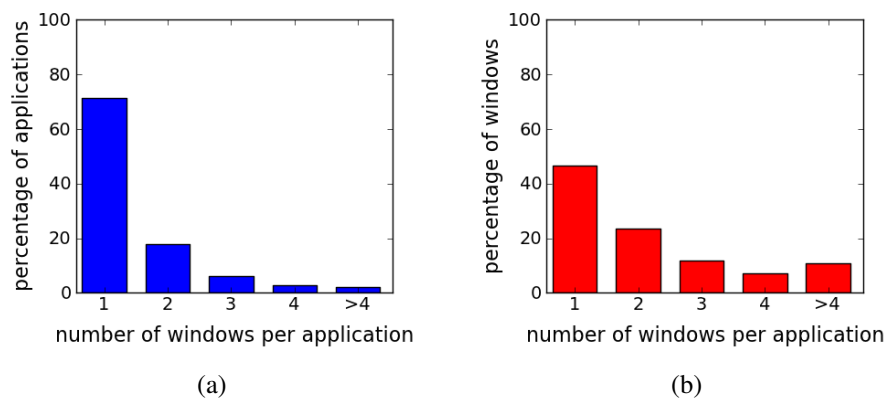 100
80
60
40
20
0
percentage of applications
1 2 3 4 >4
number of windows per application
(a)
100
80
60
40
20
0
percentage of windows
1 2 3 4 >4
number of windows per application
(b)